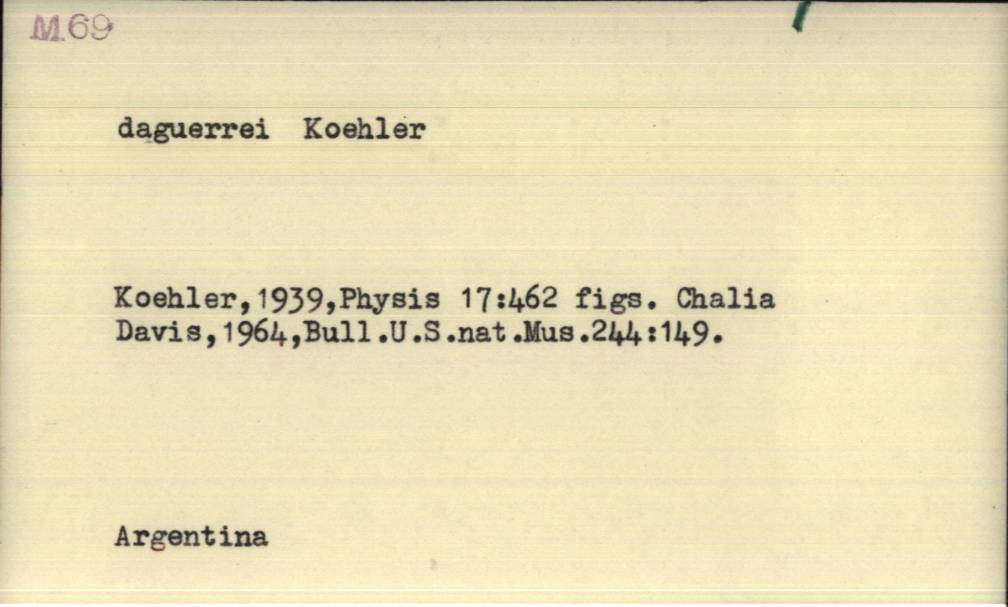 M.69
daguerrei Koehler
Koehler,1939,Physis 17:462 figs. Chalia
Davis,1964,Bull.U.S.nat.Mus.244:149.
Argentina